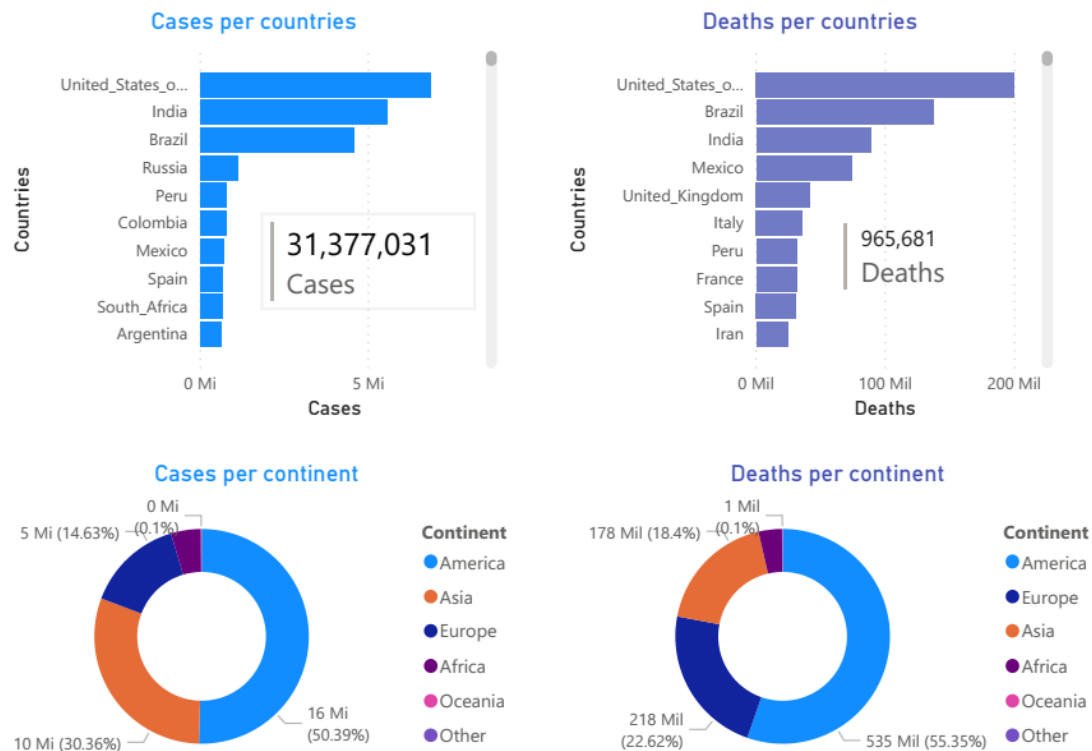 Cases per countries
Countries
United_States_o...
India
Brazil
Russia
Peru
Colombia
Mexico
Spain
South_Africa
Argentina
31,377,031
Cases
0 Mi
5 Mi
Cases
Deaths per countries
Countries
United_States_o...
Brazil
India
Mexico
United_Kingdom
Italy
Peru
France
Spain
Iran
965,681
Deaths
0 Mil
100 Mil
200 Mil
Deaths
Cases per continent
0 Mi
(0.1%)
5 Mi (14.63%)
10 Mi (30.36%)
16 Mi
(50.39%)
Continent
America
Asia
Europe
Africa
Oceania
Other
Deaths per continent
1 Mil
(0.1%)
178 Mil (18.4%)
218 Mil
(22.62%)
535 Mil (55.35%)
Continent
America
Europe
Asia
Africa
Oceania
Other